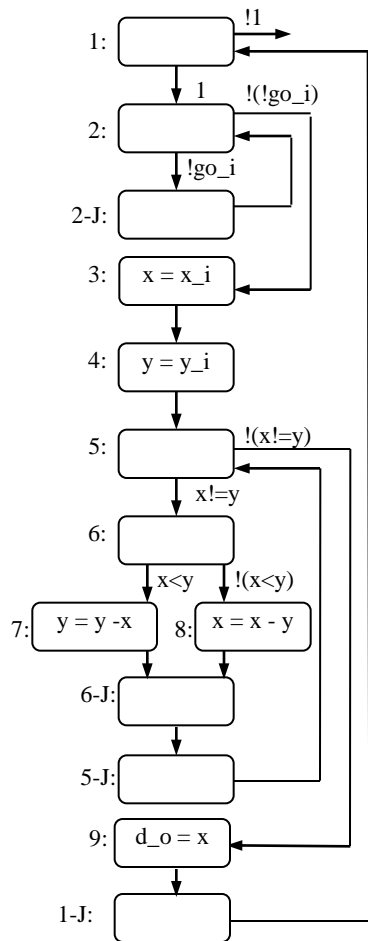 !1
1:
1
!(!go_i)
2:
!go_i
2-J:
3: x = x_i
4: y = y_i
5: !(x!=y)
x!=y
6:
x<y !(x<y)
7: y = y -x 8: x = x - y
6-J:
5-J:
9: d_o = x
1-J: